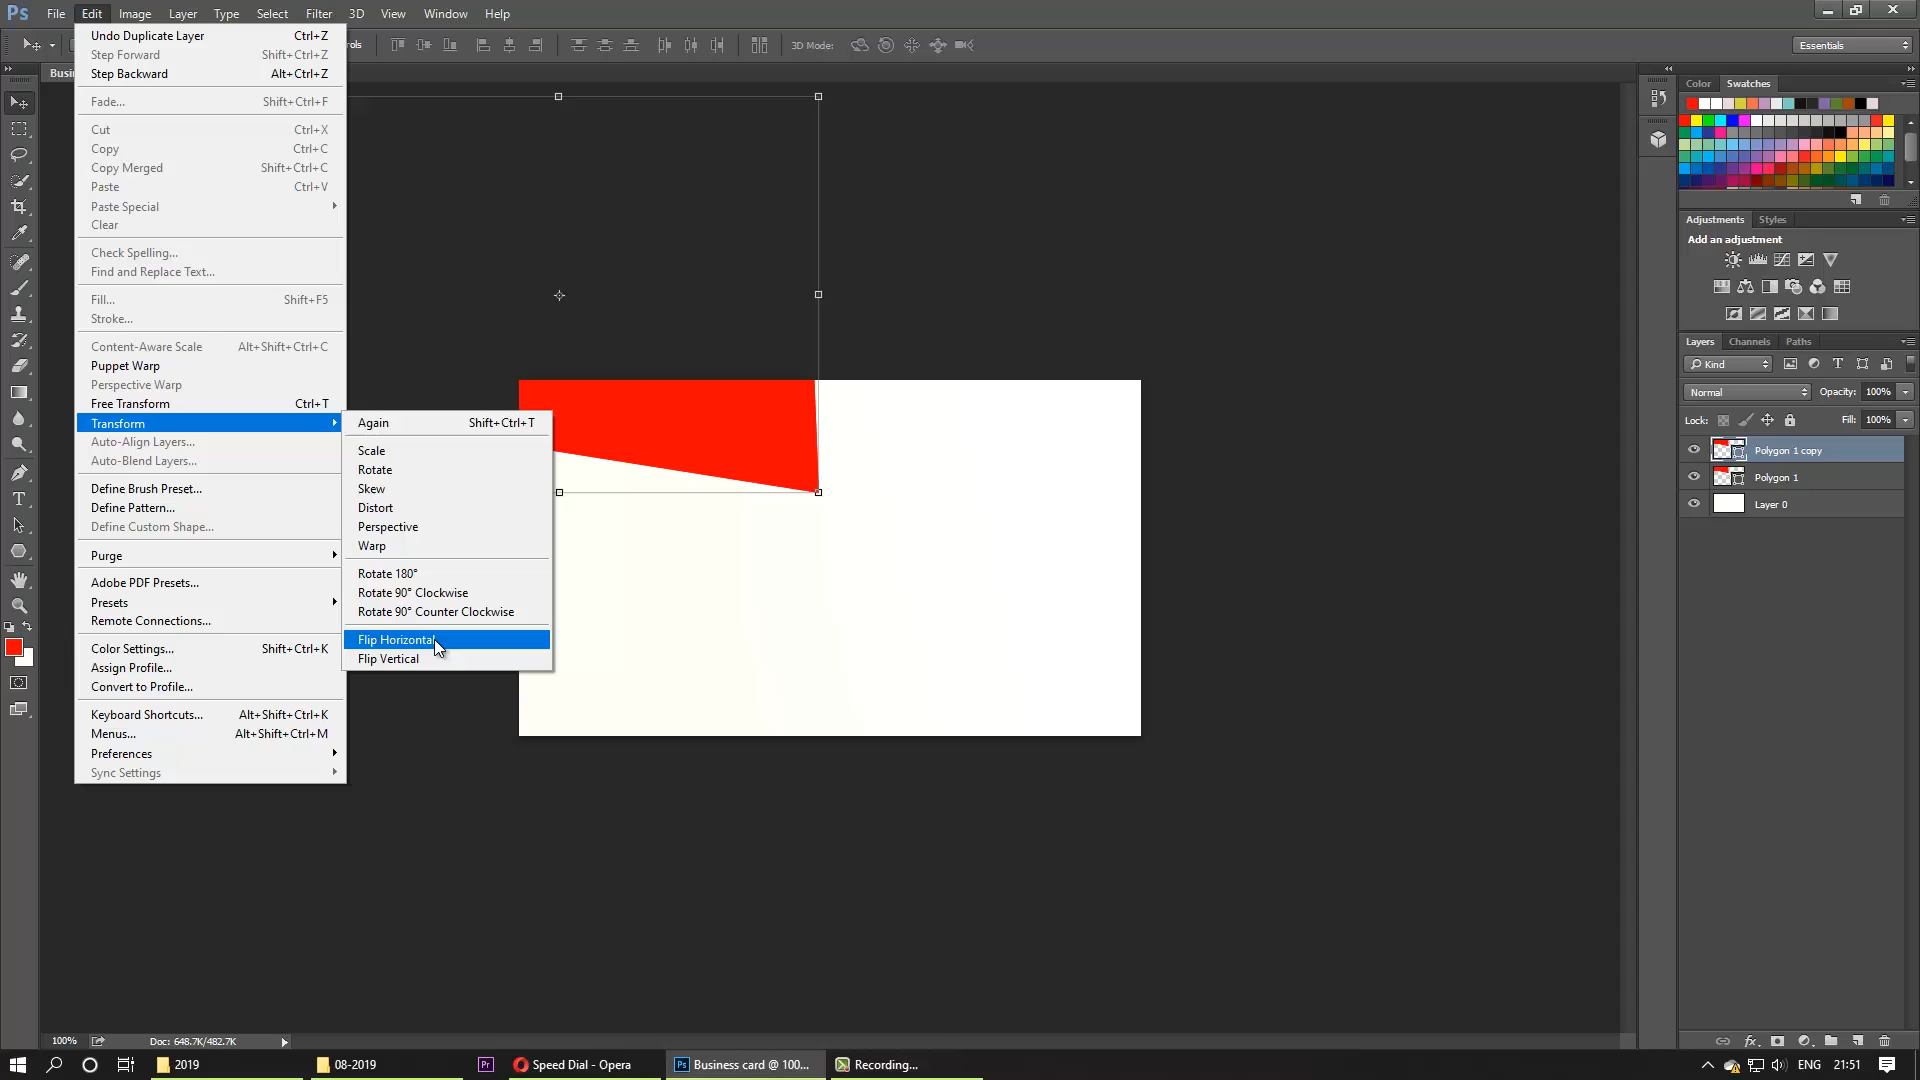 Ps File Edit Image Layer Type Select Filter 3D View Window Help
3D Mode:
Essentials
Undo Duplicate Layer Ctrl+Z
Step Forward Shift+Ctrl+Z
Step Backward Alt+Ctrl+Z
Fade... Shift+Ctrl+F
Cut Ctrl+X
Copy Ctrl+C
Copy Merged Shift+Ctrl+C
Paste Ctrl+V
Paste Special
Clear
Check Spelling...
Find and Replace Text...
Fill... Shift+F5
Stroke...
Content-Aware Scale Alt+Shift+Ctrl+C
Puppet Warp
Perspective Warp
Free Transform Ctrl+T
Transform
Auto-Align Layers...
Auto-Blend Layers...
Define Brush Preset...
Define Pattern...
Define Custom Shape...
Purge
Adobe PDF Presets...
Presets
Remote Connections...
Color Settings... Shift+Ctrl+K
Assign Profile...
Convert to Profile...
Keyboard Shortcuts... Alt+Shift+Ctrl+K
Menus... Alt+Shift+Ctrl+M
Preferences
Sync Settings
Again Shift+Ctrl+T
Scale
Rotate
Skew
Distort
Perspective
Warp
Rotate 180°
Rotate 90° Clockwise
Rotate 90° Counter Clockwise
Flip Horizontal
Flip Vertical
Color Swatches
Adjustments Styles
Add an adjustment
Layers Channels Paths
Kind
Normal Opacity: 100%
Lock: Fill: 100%
Polygon 1 copy
Polygon 1
Layer 0
100% Doc: 648.7K/482.7K
2019 08-2019 Pr Speed Dial - Opera Ps Business card @ 100... Recording... ENG 21:51